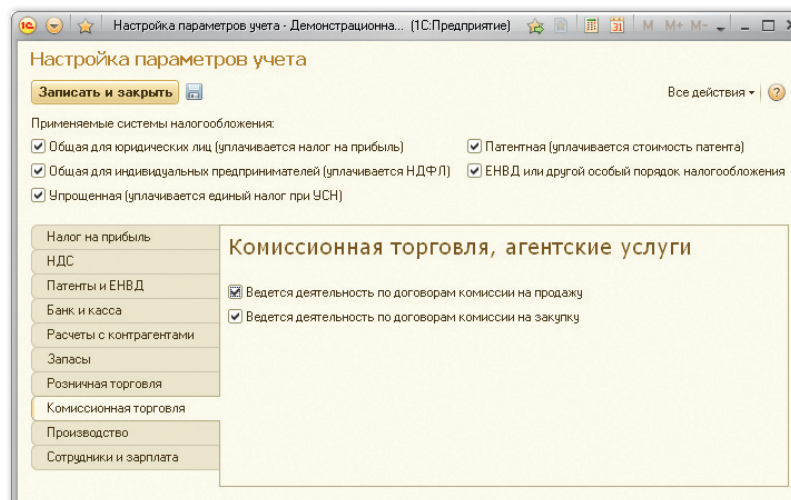 1С Настройка параметров учета - Демонстрационна... (1С:Предприятие) 31 M M+ M-
Настройка параметров учета
Записать и закрыть Все действия ?
Применяемые системы налогообложения:
Общая для юридических лиц (уплачивается налог на прибыль) Патентная (уплачивается стоимость патента)
Общая для индивидуальных предпринимателей (уплачивается НДФЛ) ЕНВД или другой особый порядок налогообложения
Упрощенная (уплачивается единый налог при УСН)
Налог на прибыль
НДС
Патенты и ЕНВД
Банк и касса
Расчеты с контрагентами
Запасы
Розничная торговля
Комиссионная торговля
Производство
Сотрудники и зарплата
Комиссионная торговля, агентские услуги
Ведется деятельность по договорам комиссии на продажу
Ведется деятельность по договорам комиссии на закупку